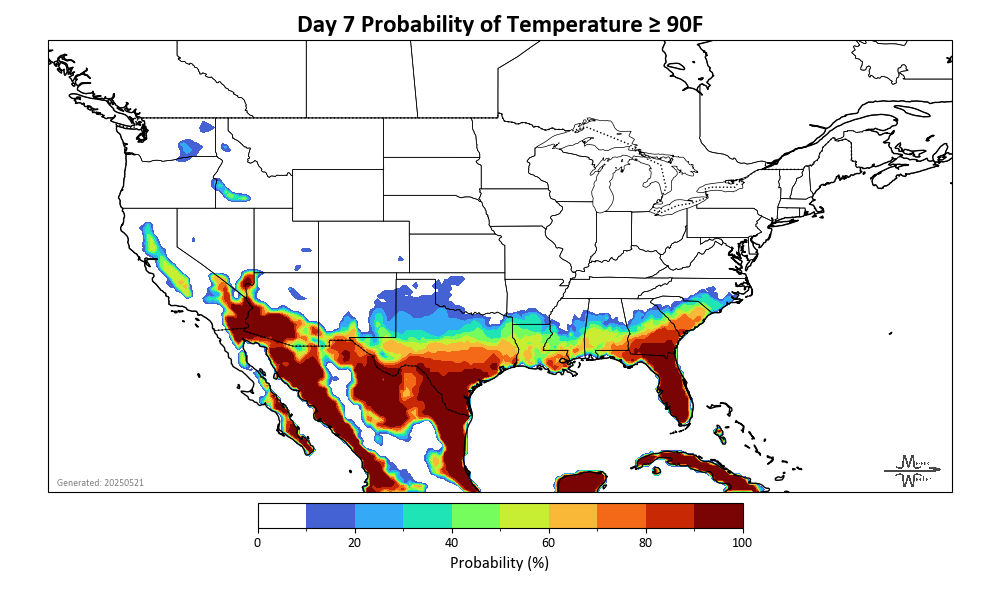 Day 7 Probability of Temperature ≥ 90F
Generated: 20250521
0 20 40 60 80 100
Probability (%)